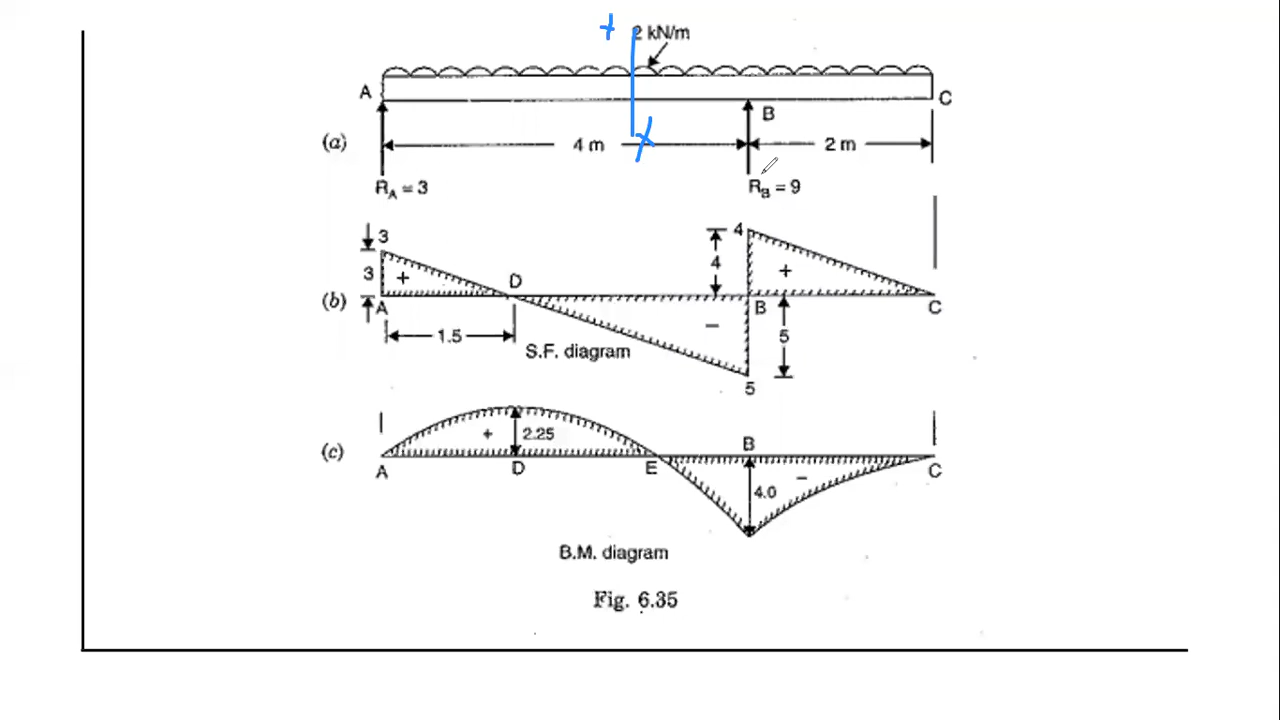 2 kN/m
A
C
B
(a)
4 m
2 m
R_A = 3
R_B = 9
3
4
3
4
+
+
D
(b)
A
B
C
−
1.5
5
S.F. diagram
5
(c)
+
2.25
B
A
D
E
C
4.0
−
B.M. diagram
Fig. 6.35